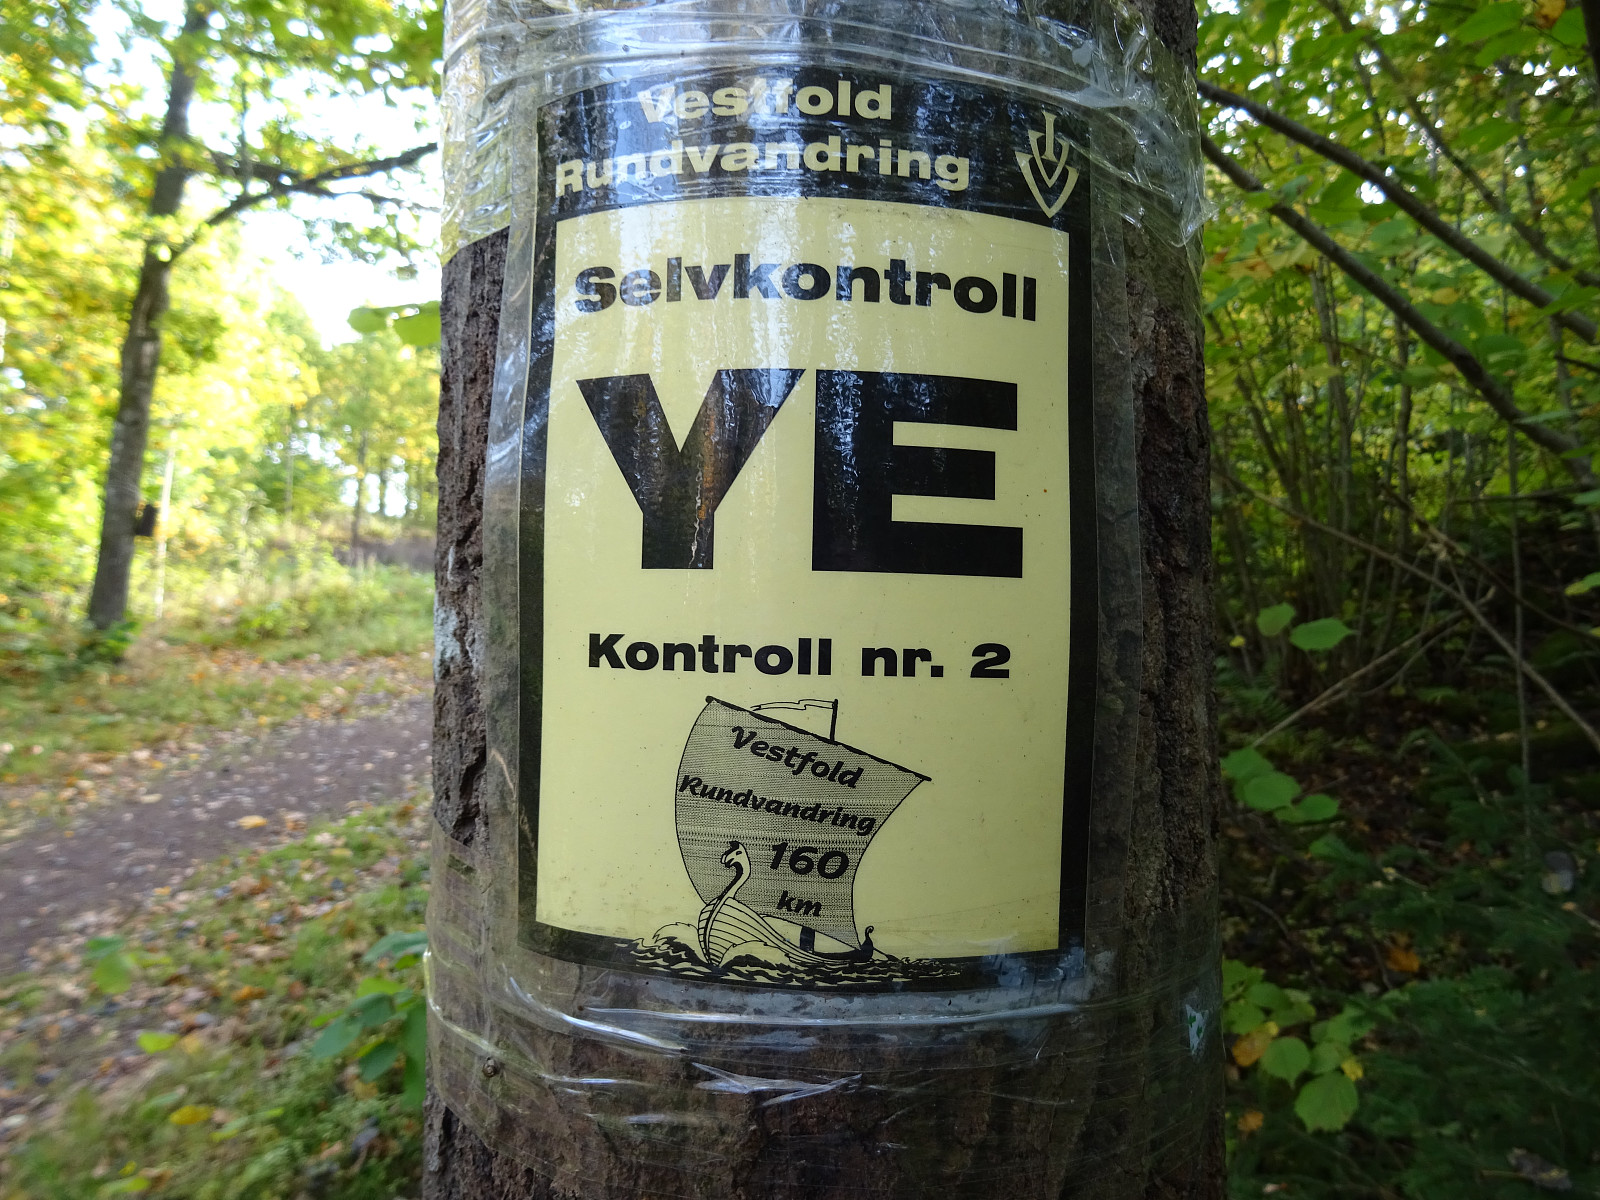 Vestfold
Rundvandring
Selvkontroll
YE
Kontroll nr. 2
Vestfold
Rundvandring
160
km